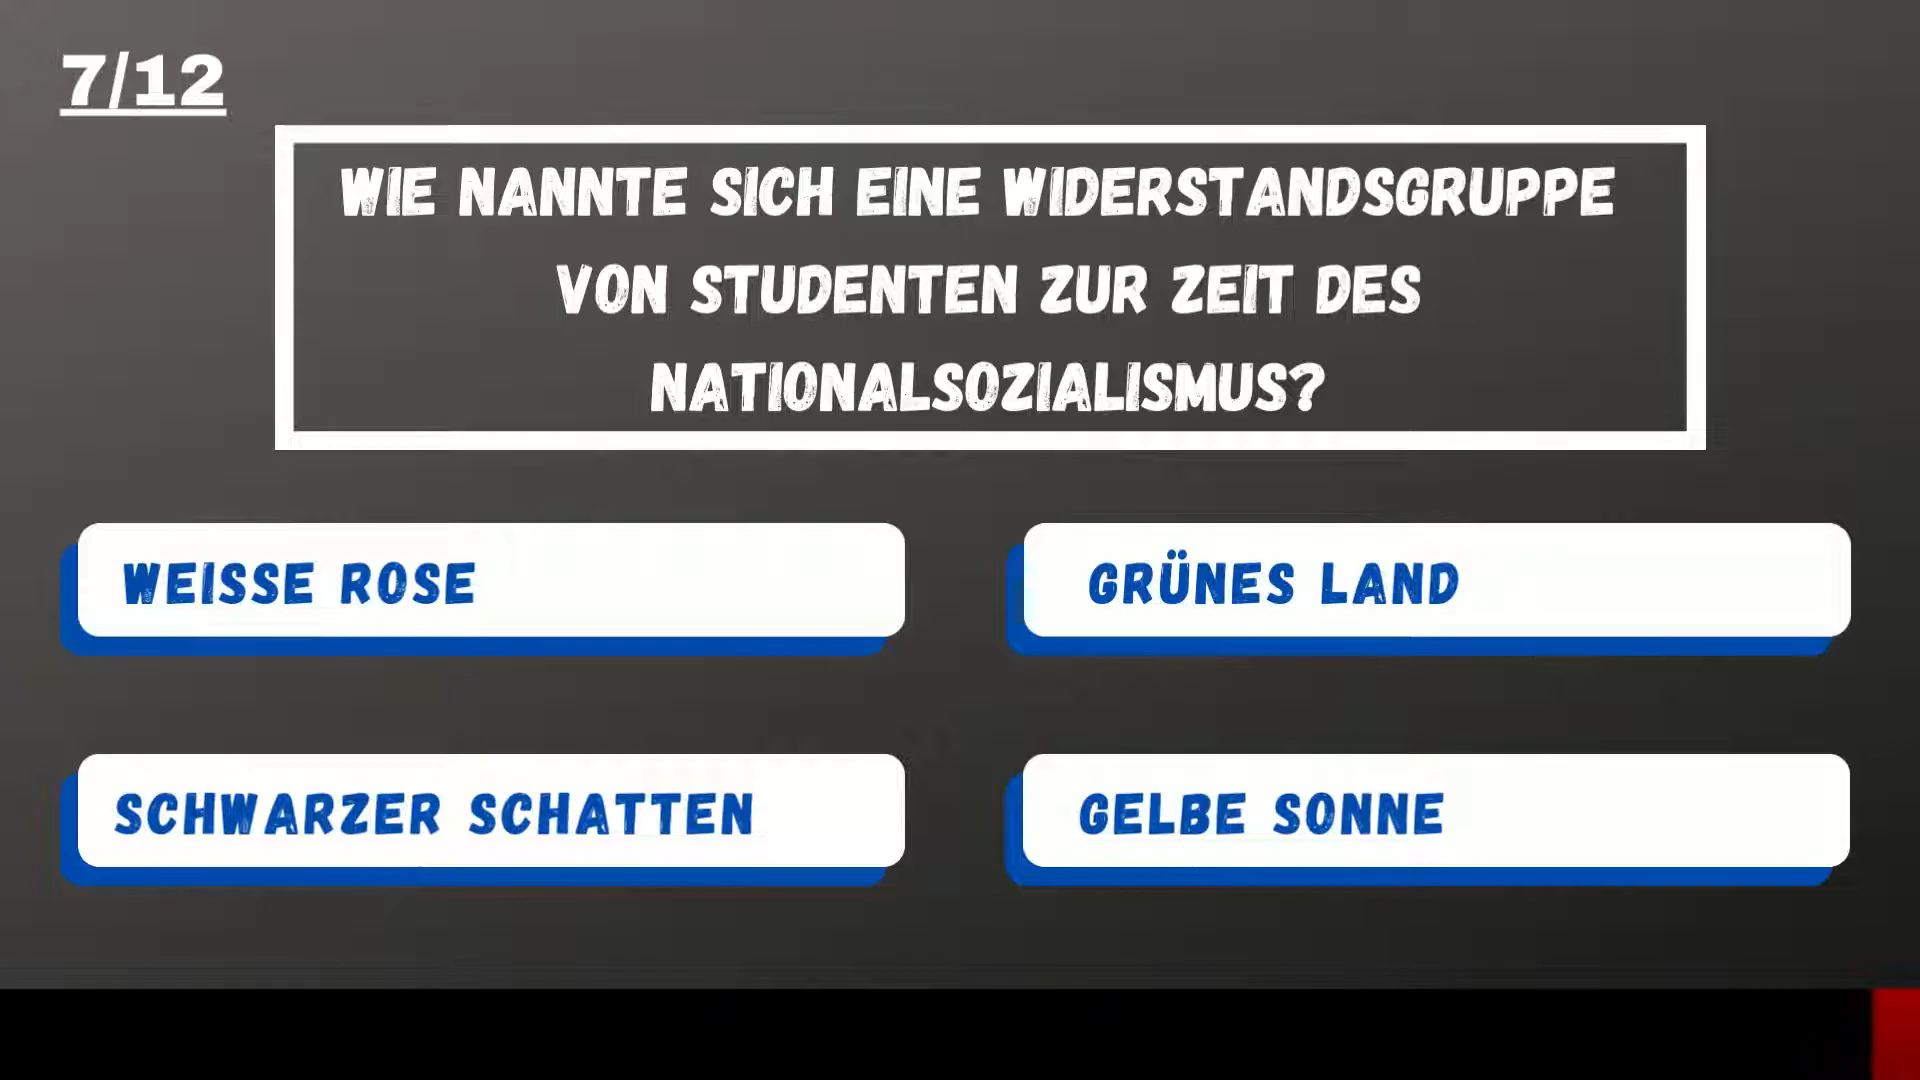 7/12
WIE NANNTE SICH EINE WIDERSTANDSGRUPPE
VON STUDENTEN ZUR ZEIT DES
NATIONALSOZIALISMUS?
WEISSE ROSE
GRÜNES LAND
SCHWARZER SCHATTEN
GELBE SONNE